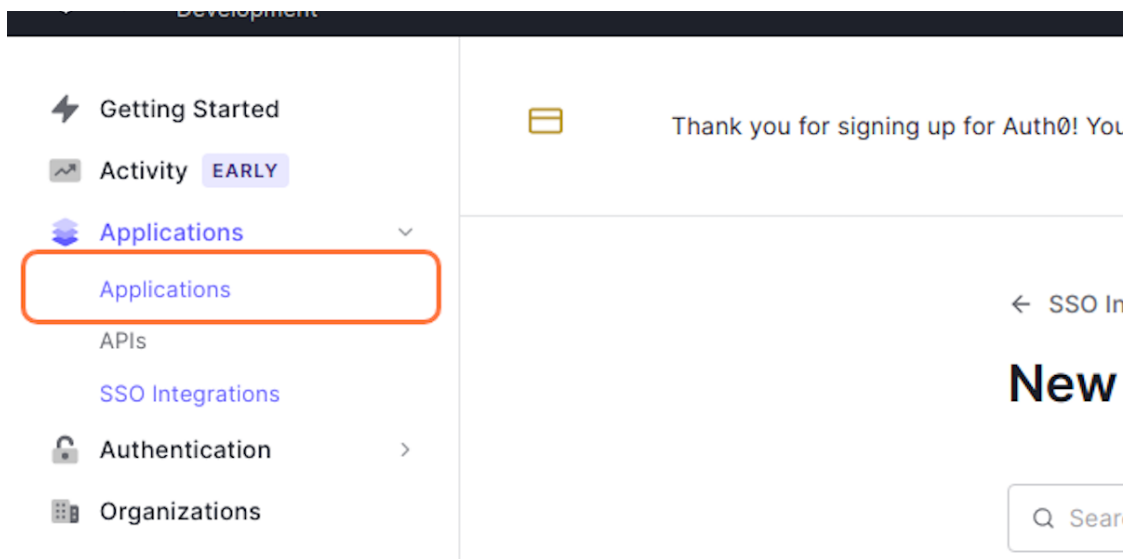 Development
Getting Started
Activity EARLY
Applications
Applications
APIs
SSO Integrations
Authentication
Organizations
Thank you for signing up for Auth0! You
← SSO In
New
Sear